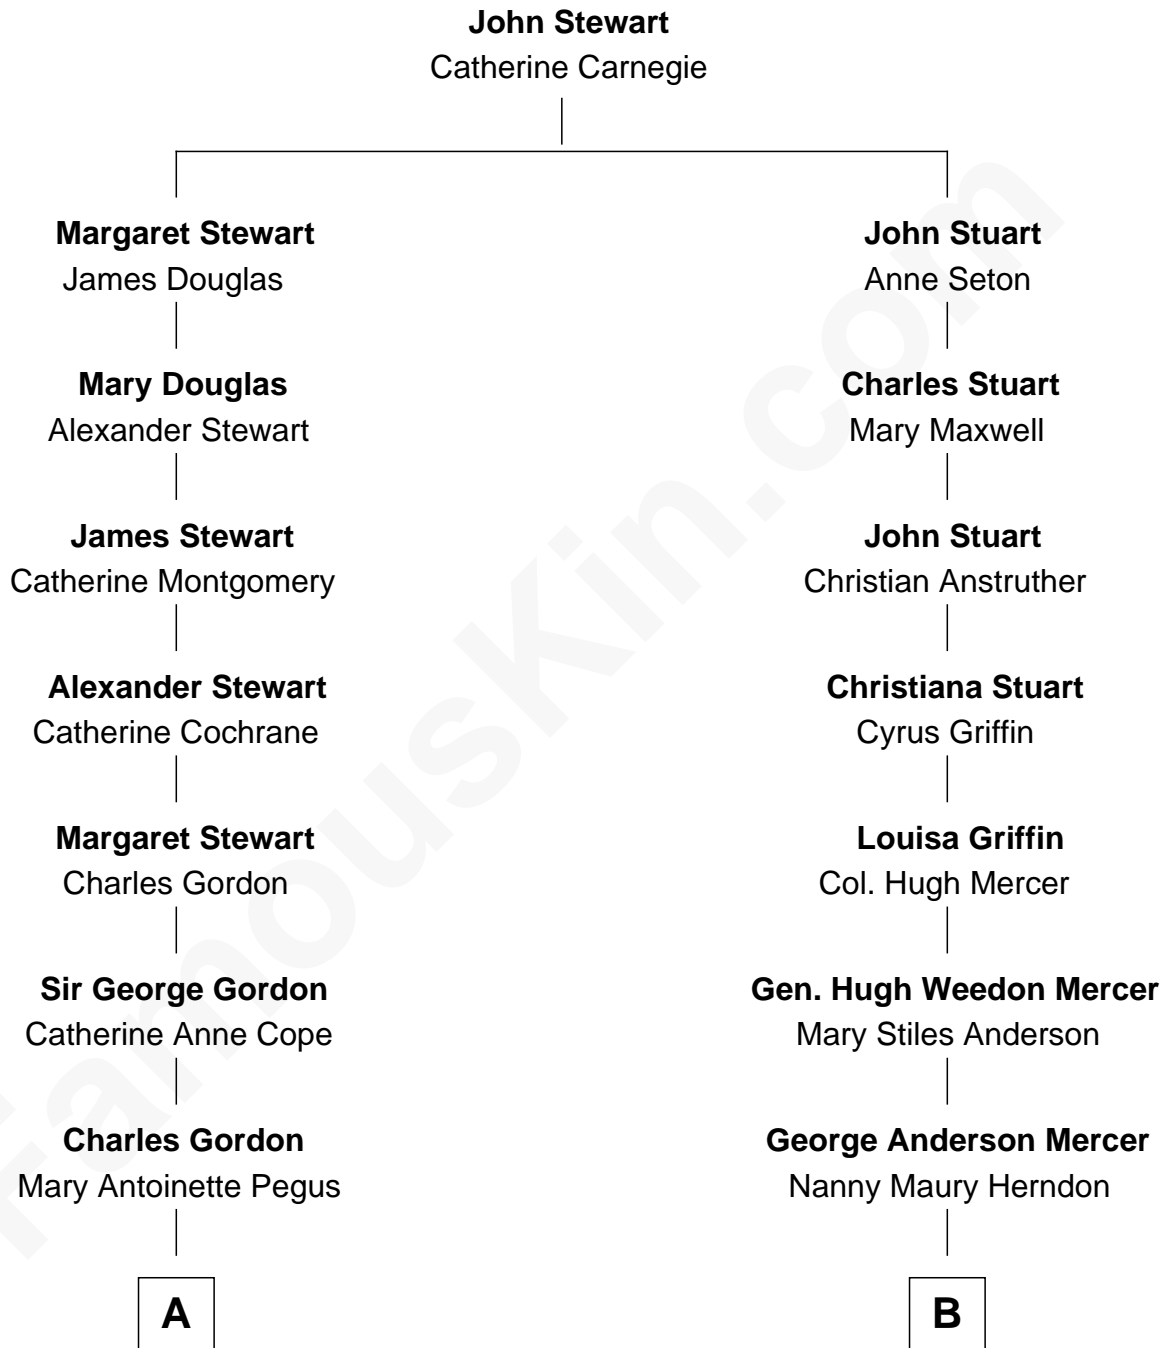 John Stewart
Catherine Carnegie
Margaret Stewart
James Douglas
John Stuart
Anne Seton
Mary Douglas
Alexander Stewart
Charles Stuart
Mary Maxwell
James Stewart
Catherine Montgomery
John Stuart
Christian Anstruther
Alexander Stewart
Catherine Cochrane
Christiana Stuart
Cyrus Griffin
Margaret Stewart
Charles Gordon
Louisa Griffin
Col. Hugh Mercer
Sir George Gordon
Catherine Anne Cope
Gen. Hugh Weedon Mercer
Mary Stiles Anderson
Charles Gordon
Mary Antoinette Pegus
George Anderson Mercer
Nanny Maury Herndon
A
B
FamousKin.com